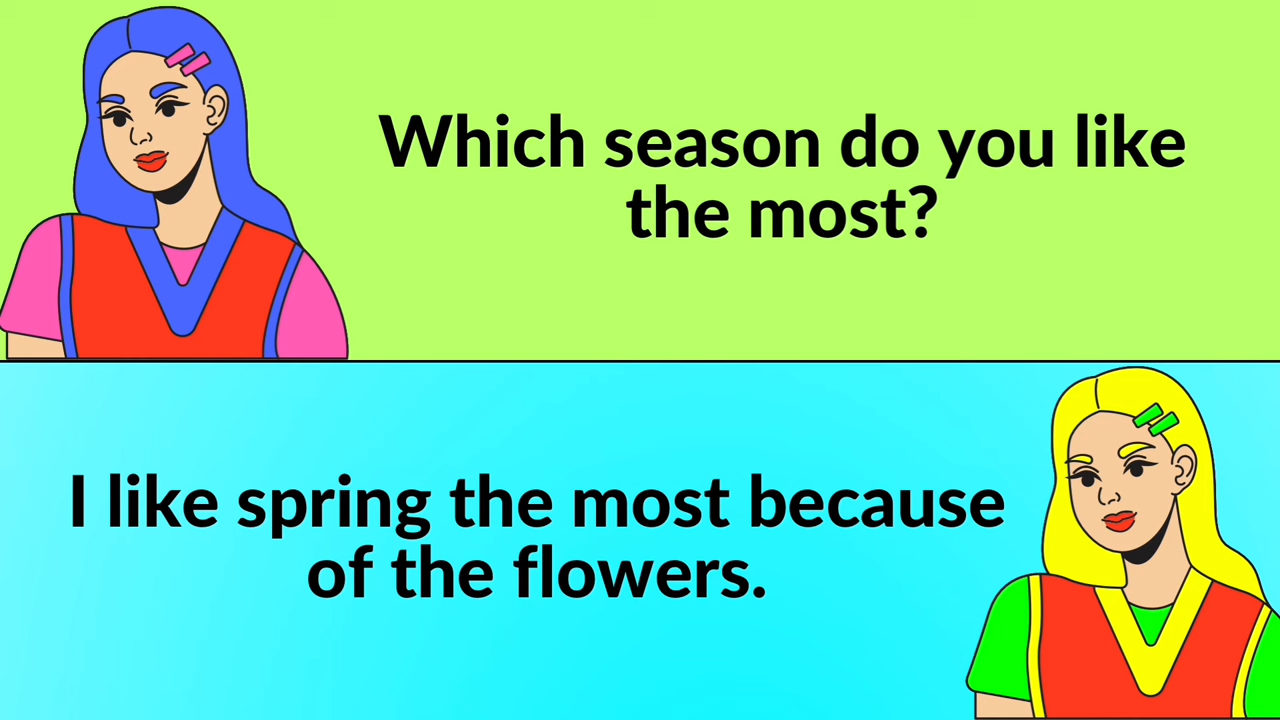 Which season do you like
the most?
I like spring the most because
of the flowers.